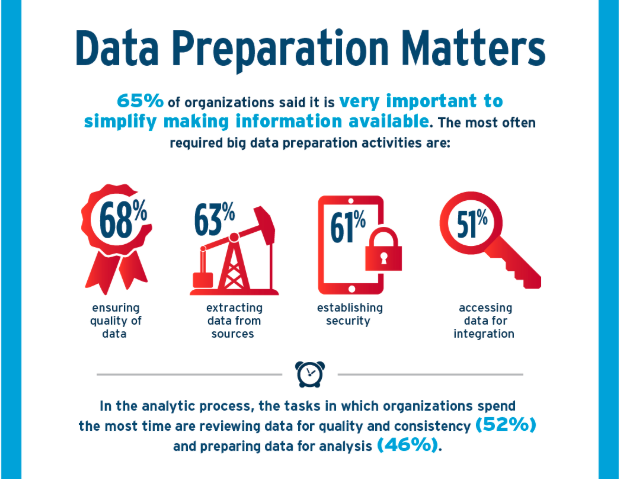 Data Preparation Matters
65% of organizations said it is very important to
simplify making information available. The most often
required big data preparation activities are:
68%
63%
61%
51%
ensuring
quality of
data
extracting
data from
sources
establishing
security
accessing
data for
integration
In the analytic process, the tasks in which organizations spend
the most time are reviewing data for quality and consistency (52%)
and preparing data for analysis (46%).